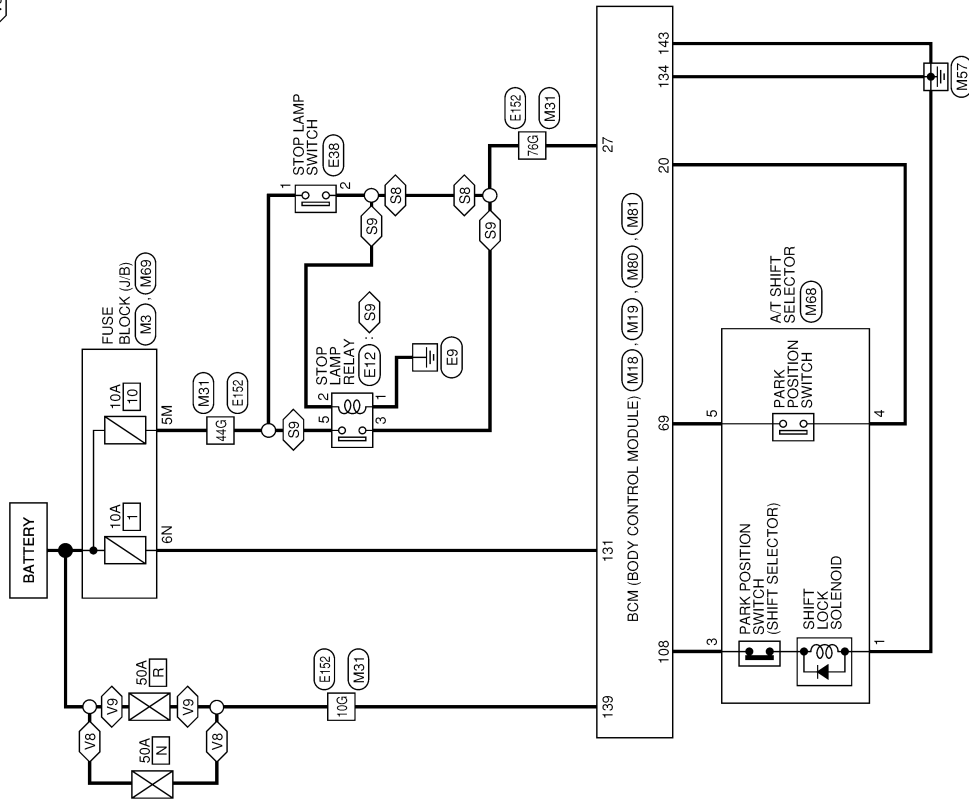 BATTERY
50A
N
V8
V8
50A
R
V9
V9
10A
1
10A
10
FUSE
BLOCK (J/B)
M3 , M69
6N
5M
44G
M31
E152
S9
STOP LAMP
SWITCH
E38
1
2
S9
S8
STOP
LAMP
RELAY
E12 : S9
5
2
3
1
E9
S8
S9
10G
E152
M31
76G
E152
M31
139
131
27
BCM (BODY CONTROL MODULE) M18 , M19 , M80 , M81
108
69
20
134
143
3
5
PARK POSITION
SWITCH
(SHIFT SELECTOR)
SHIFT
LOCK
SOLENOID
PARK
POSITION
SWITCH
A/T SHIFT
SELECTOR
M68
1
4
M57